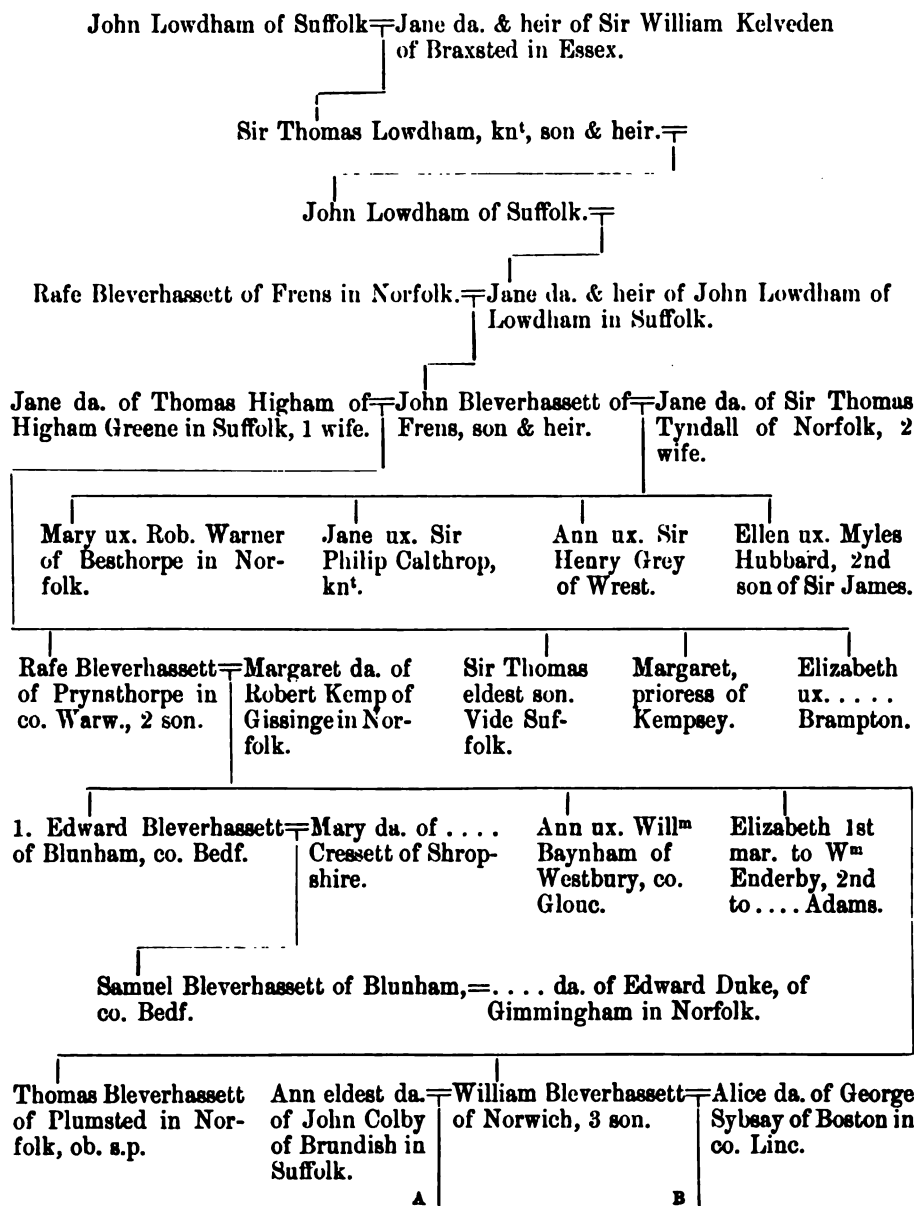 John Lowdham of Suffolk=Jane da. & heir of Sir William Kelveden
of Braxsted in Essex.
Sir Thomas Lowdham, knᵗ, son & heir.=
John Lowdham of Suffolk.=
Rafe Bleverhassett of Frens in Norfolk.=Jane da. & heir of John Lowdham of
Lowdham in Suffolk.
Jane da. of Thomas Higham of=John Bleverhassett of=Jane da. of Sir Thomas
Higham Greene in Suffolk, 1 wife. Frens, son & heir. Tyndall of Norfolk, 2
wife.
Mary ux. Rob. Warner
of Besthorpe in Nor-
folk.
Jane ux. Sir
Philip Calthrop,
knᵗ.
Ann ux. Sir
Henry Grey
of Wrest.
Ellen ux. Myles
Hubbard, 2nd
son of Sir James.
Rafe Bleverhassett=Margaret da. of
of Prynsthorpe in Robert Kemp of
co. Warw., 2 son. Gissinge in Nor-
folk.
Sir Thomas
eldest son.
Vide Suf-
folk.
Margaret,
prioress of
Kempsey.
Elizabeth
ux. . . . .
Brampton.
1. Edward Bleverhassett=Mary da. of . . . .
of Blunham, co. Bedf. Cressett of Shrop-
shire.
Ann ux. Willᵐ
Baynham of
Westbury, co.
Glouc.
Elizabeth 1st
mar. to Wᵐ
Enderby, 2nd
to . . . . Adams.
Samuel Bleverhassett of Blunham,=. . . . da. of Edward Duke, of
co. Bedf. Gimmingham in Norfolk.
Thomas Bleverhassett
of Plumsted in Nor-
folk, ob. s.p.
Ann eldest da.=William Bleverhassett=Alice da. of George
of John Colby of Norwich, 3 son. Sybsay of Boston in
of Brundish in co. Linc.
Suffolk.
A B